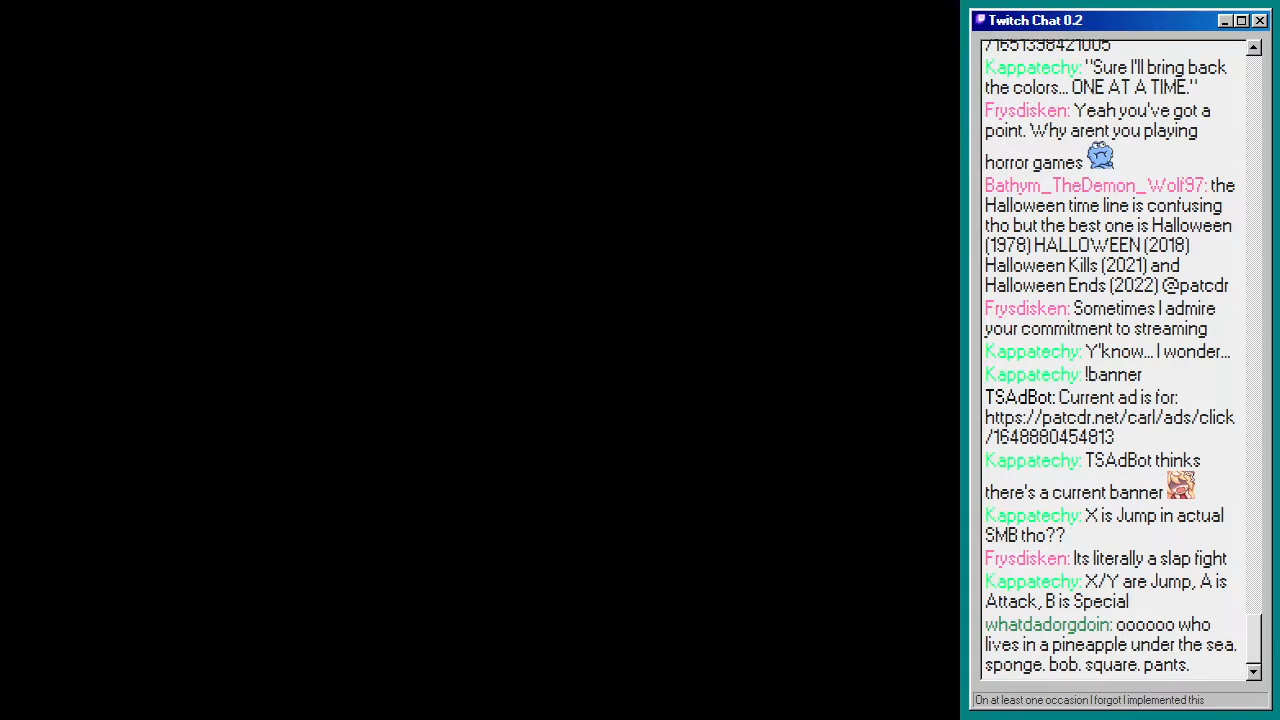 Twitch Chat 0.2
/1651398421005
Kappatechy: "Sure I'll bring back
the colors... ONE AT A TIME."
Frysdisken: Yeah you've got a
point. Why arent you playing
horror games
Bathym_TheDemon_Wolf97: the
Halloween time line is confusing
tho but the best one is Halloween
(1978) HALLOWEEN (2018)
Halloween Kills (2021) and
Halloween Ends (2022) @patcdr
Frysdisken: Sometimes I admire
your commitment to streaming
Kappatechy: Y'know... I wonder...
Kappatechy: !banner
TSAdBot: Current ad is for:
https://patcdr.net/carl/ads/click
/1648880454813
Kappatechy: TSAdBot thinks
there's a current banner
Kappatechy: X is Jump in actual
SMB tho??
Frysdisken: Its literally a slap fight
Kappatechy: X/Y are Jump, A is
Attack, B is Special
whatdadorgdoin: oooooo who
lives in a pineapple under the sea.
sponge. bob. square. pants.
On at least one occasion I forgot I implemented this